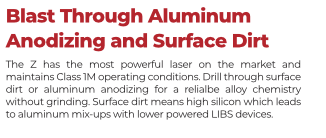 Blast Through Aluminum
Anodizing and Surface Dirt
The Z has the most powerful laser on the market and
maintains Class 1M operating conditions. Drill through surface
dirt or aluminum anodizing for a relialbe alloy chemistry
without grinding. Surface dirt means high silicon which leads
to aluminum mix-ups with lower powered LIBS devices.